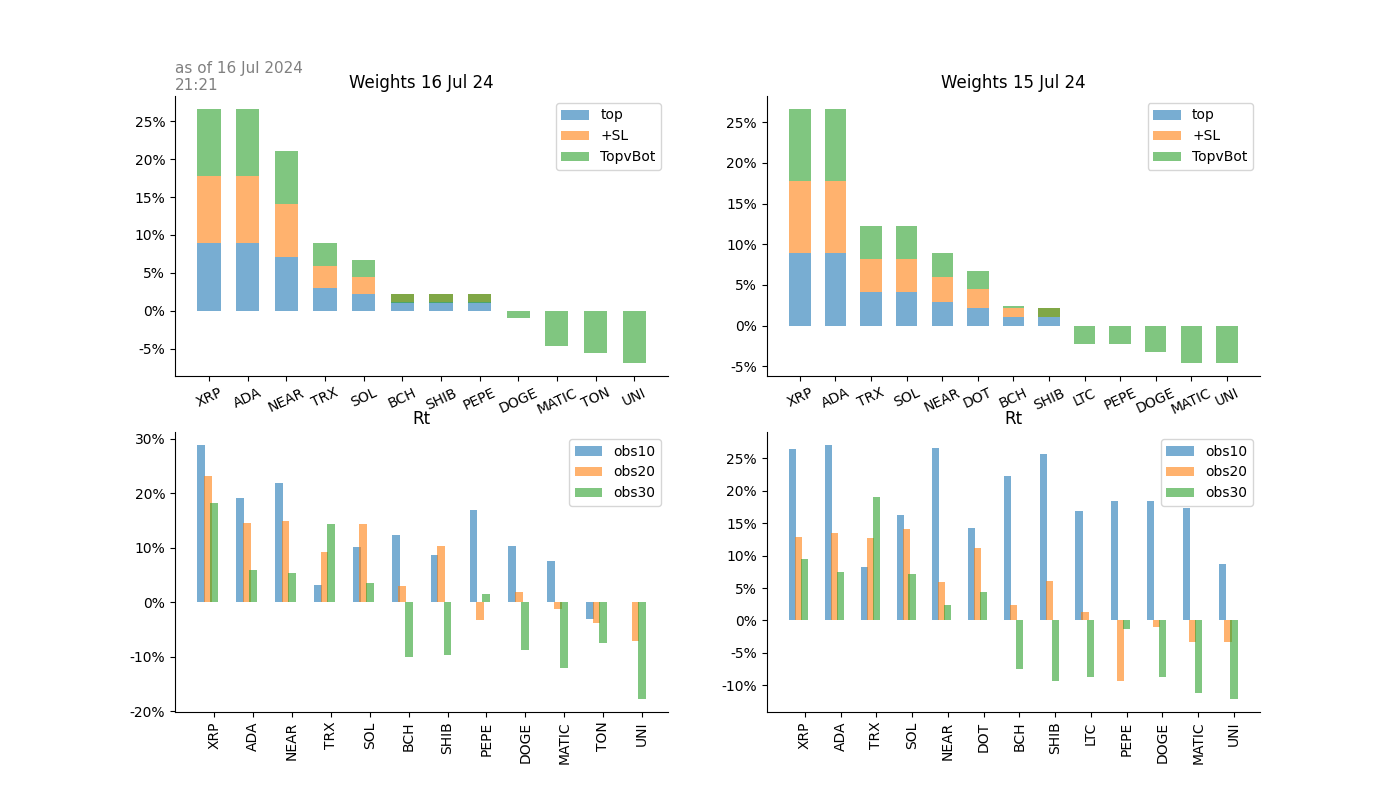 as of 16 Jul 2024
21:21
Weights 16 Jul 24
25%
20%
15%
10%
5%
0%
-5%
top
+SL
TopvBot
XRP ADA NEAR TRX SOL BCH SHIB PEPE DOGE MATIC TON UNI
Weights 15 Jul 24
25%
20%
15%
10%
5%
0%
-5%
top
+SL
TopvBot
XRP ADA TRX SOL NEAR DOT BCH SHIB LTC PEPE DOGE MATIC UNI
Rt
30%
20%
10%
0%
-10%
-20%
obs10
obs20
obs30
XRP ADA NEAR TRX SOL BCH SHIB PEPE DOGE MATIC TON UNI
Rt
25%
20%
15%
10%
5%
0%
-5%
-10%
obs10
obs20
obs30
XRP ADA TRX SOL NEAR DOT BCH SHIB LTC PEPE DOGE MATIC UNI